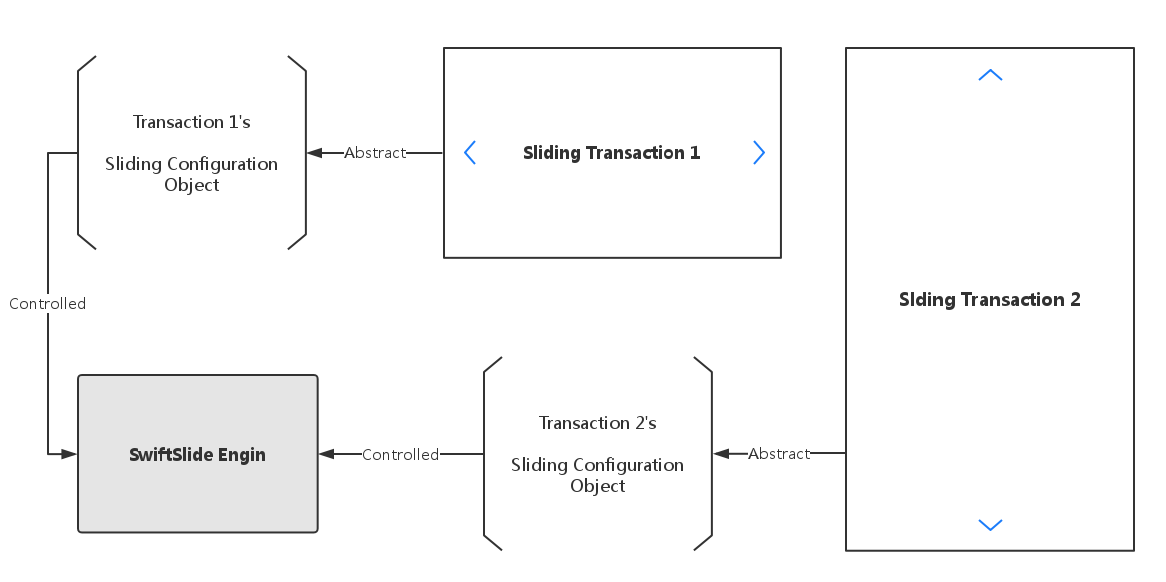 Transaction 1's
Sliding Configuration
Object
Abstract
Sliding Transaction 1
Slding Transaction 2
Controlled
SwiftSlide Engin
Controlled
Transaction 2's
Sliding Configuration
Object
Abstract